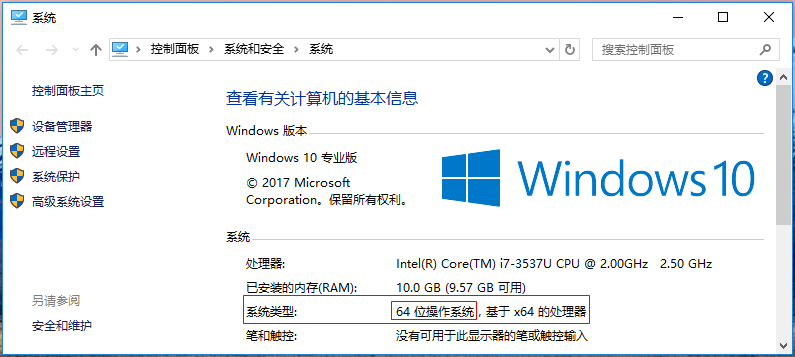 系统
控制面板 > 系统和安全 > 系统
搜索控制面板
控制面板主页
设备管理器
远程设置
系统保护
高级系统设置
另请参阅
安全和维护
?
查看有关计算机的基本信息
Windows 版本
Windows 10 专业版
© 2017 Microsoft
Corporation。保留所有权利。
Windows 10
系统
处理器: Intel(R) Core(TM) i7-3537U CPU @ 2.00GHz 2.50 GHz
已安装的内存(RAM): 10.0 GB (9.57 GB 可用)
系统类型: 64 位操作系统, 基于 x64 的处理器
笔和触控: 没有可用于此显示器的笔或触控输入